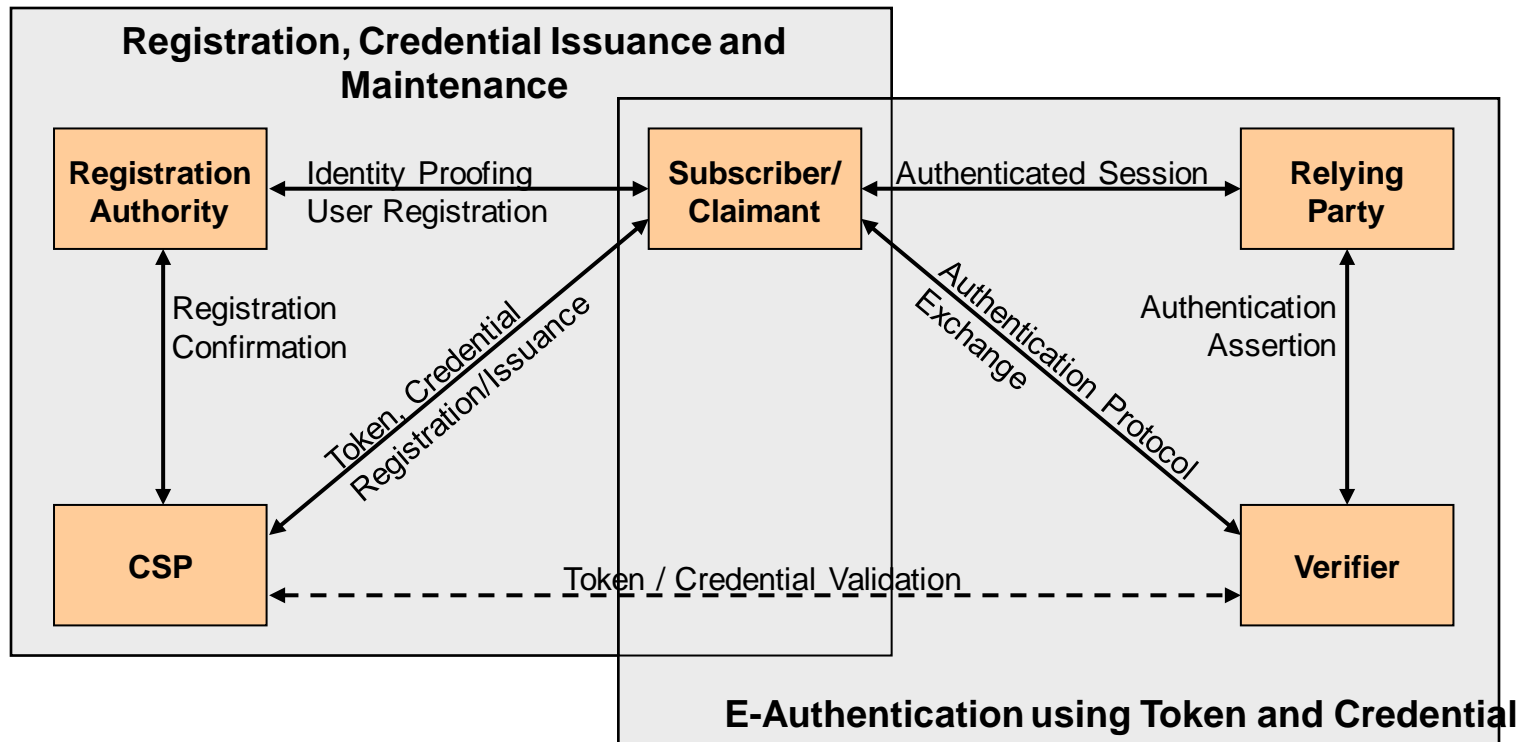 Registration, Credential Issuance and
Maintenance
Registration
Authority
Identity Proofing
User Registration
Subscriber/
Claimant
Authenticated Session
Relying
Party
Registration
Confirmation
Token, Credential
Registration/Issuance
Authentication Protocol
Exchange
Authentication
Assertion
CSP
Token / Credential Validation
Verifier
E-Authentication using Token and Credential